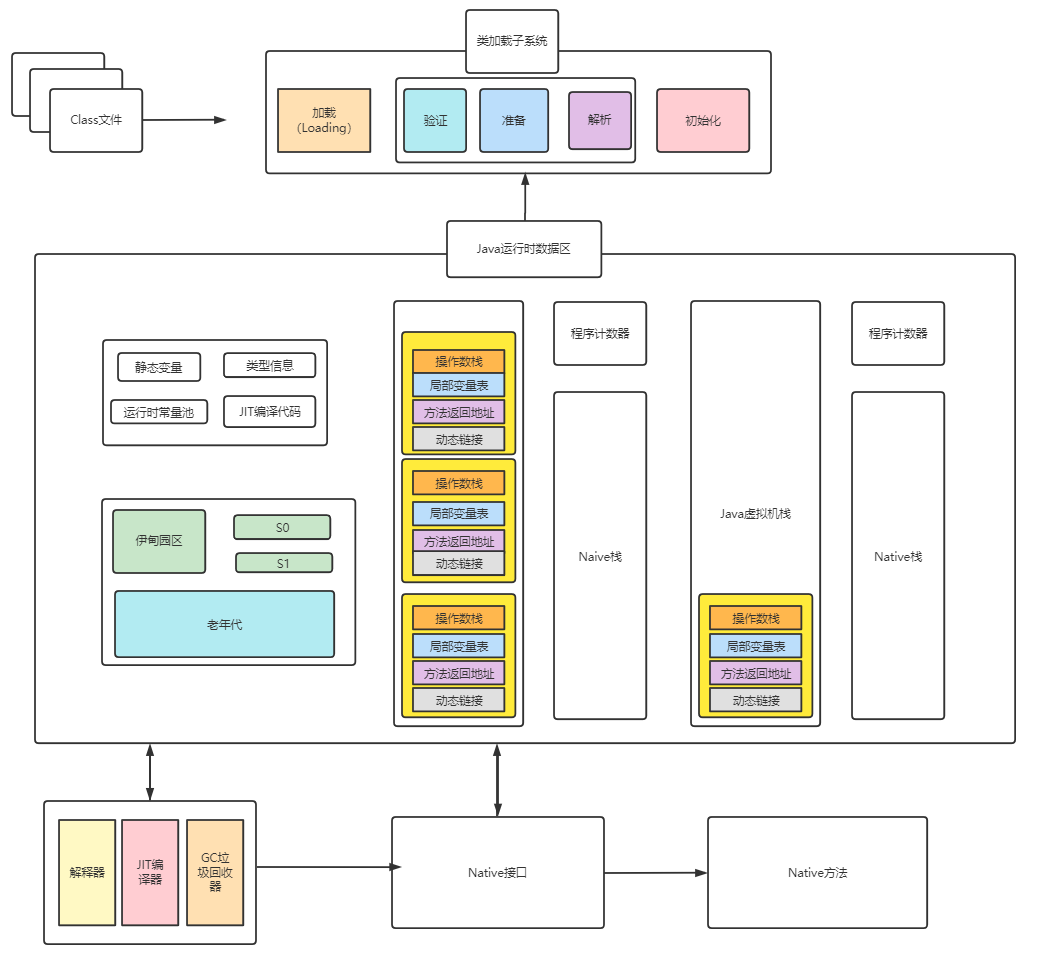 类加载子系统
Class文件
加载
（Loading）
验证
准备
解析
初始化
Java运行时数据区
静态变量
类型信息
运行时常量池
JIT编译代码
伊甸园区
S0
S1
老年代
操作数栈
局部变量表
方法返回地址
动态链接
操作数栈
局部变量表
方法返回地址
动态链接
操作数栈
局部变量表
方法返回地址
动态链接
程序计数器
Naive栈
Java虚拟机栈
操作数栈
局部变量表
方法返回地址
动态链接
程序计数器
Native栈
解释器
JIT编
译器
GC垃
圾回收
器
Native接口
Native方法